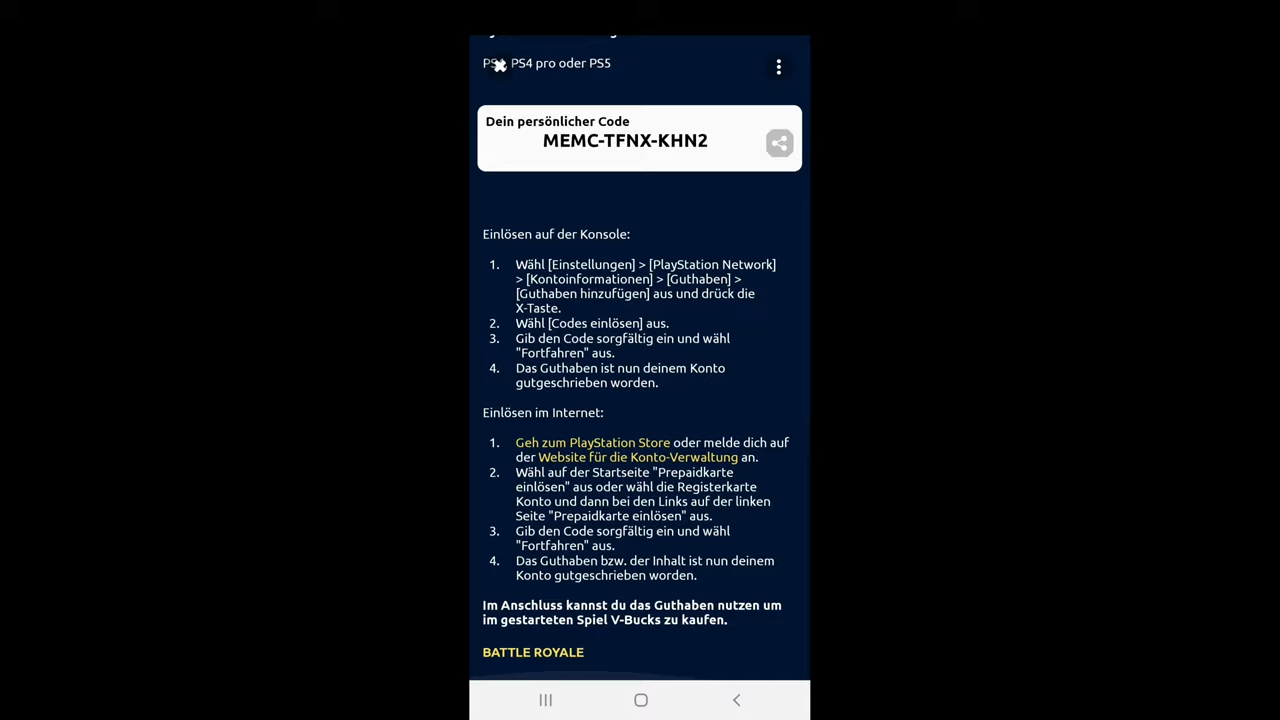 PS4 pro oder PS5
Dein persönlicher Code
MEMC-TFNX-KHN2
Einlösen auf der Konsole:
1. Wähl [Einstellungen] > [PlayStation Network]
> [Kontoinformationen] > [Guthaben] >
[Guthaben hinzufügen] aus und drück die
X-Taste.
2. Wähl [Codes einlösen] aus.
3. Gib den Code sorgfältig ein und wähl
"Fortfahren" aus.
4. Das Guthaben ist nun deinem Konto
gutgeschrieben worden.
Einlösen im Internet:
1. Geh zum PlayStation Store oder melde dich auf
der Website für die Konto-Verwaltung an.
2. Wähl auf der Startseite "Prepaidkarte
einlösen" aus oder wähl die Registerkarte
Konto und dann bei den Links auf der linken
Seite "Prepaidkarte einlösen" aus.
3. Gib den Code sorgfältig ein und wähl
"Fortfahren" aus.
4. Das Guthaben bzw. der Inhalt ist nun deinem
Konto gutgeschrieben worden.
Im Anschluss kannst du das Guthaben nutzen um
im gestarteten Spiel V-Bucks zu kaufen.
BATTLE ROYALE